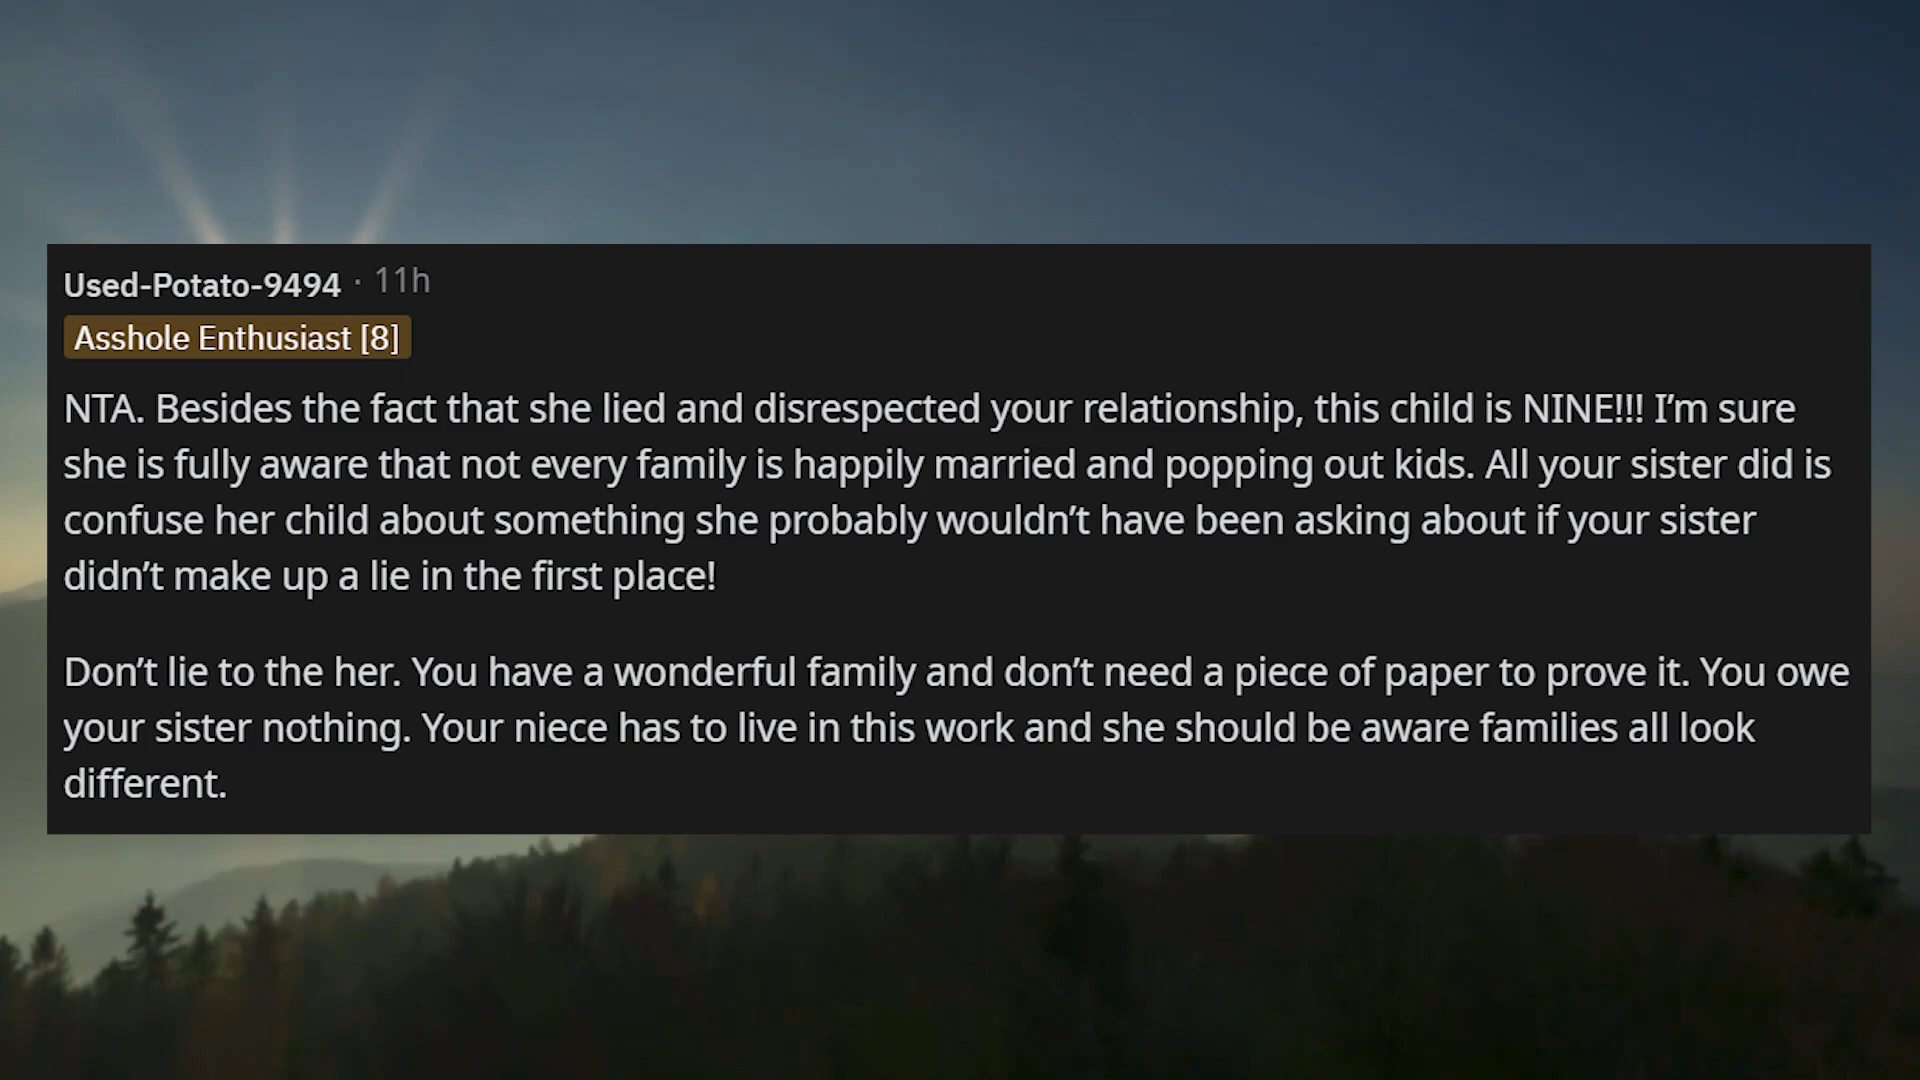 Used-Potato-9494 · 11h
Asshole Enthusiast [8]
NTA. Besides the fact that she lied and disrespected your relationship, this child is NINE!!! I’m sure
she is fully aware that not every family is happily married and popping out kids. All your sister did is
confuse her child about something she probably wouldn’t have been asking about if your sister
didn’t make up a lie in the first place!
Don’t lie to the her. You have a wonderful family and don’t need a piece of paper to prove it. You owe
your sister nothing. Your niece has to live in this work and she should be aware families all look
different.